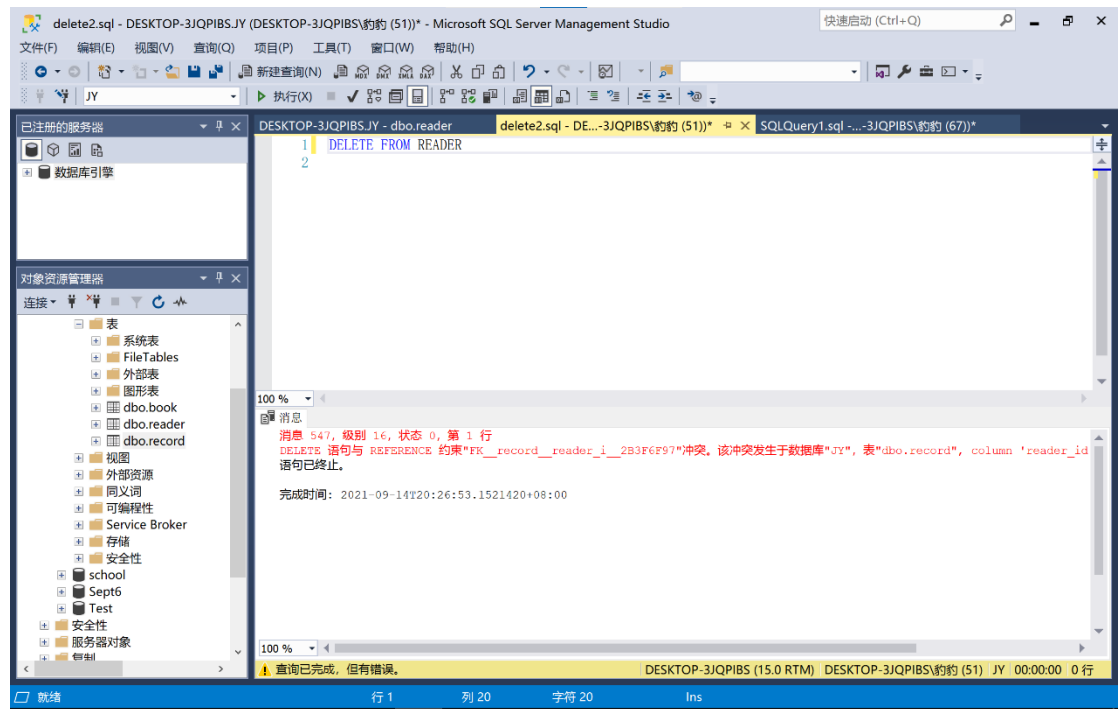 delete2.sql - DESKTOP-3JQPIBS.JY (DESKTOP-3JQPIBS\豹豹 (51))* - Microsoft SQL Server Management Studio
快速启动 (Ctrl+Q)
文件(F) 编辑(E) 视图(V) 查询(Q) 项目(P) 工具(T) 窗口(W) 帮助(H)
新建查询(N)
JY
执行(X)
已注册的服务器
数据库引擎
DESKTOP-3JQPIBS.JY - dbo.reader
delete2.sql - DE...-3JQPIBS\豹豹 (51))*
SQLQuery1.sql -...-3JQPIBS\豹豹 (67))*
1 DELETE FROM READER
2
对象资源管理器
连接
表
系统表
FileTables
外部表
图形表
dbo.book
dbo.reader
dbo.record
视图
外部资源
同义词
可编程性
Service Broker
存储
安全性
school
Sept6
Test
安全性
服务器对象
复制
100 %
消息
消息 547，级别 16，状态 0，第 1 行
DELETE 语句与 REFERENCE 约束"FK__record__reader_i__2B3F6F97"冲突。该冲突发生于数据库"JY"，表"dbo.record", column 'reader_id
语句已终止。
完成时间: 2021-09-14T20:26:53.1521420+08:00
100 %
查询已完成，但有错误。
DESKTOP-3JQPIBS (15.0 RTM) DESKTOP-3JQPIBS\豹豹 (51) JY 00:00:00 0 行
就绪
行 1 列 20 字符 20 Ins